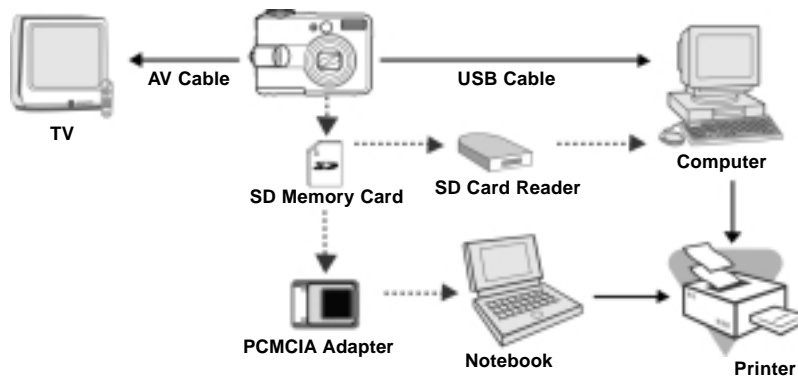 AV Cable
USB Cable
TV
Computer
SD Memory Card
SD Card Reader
PCMCIA Adapter
Notebook
Printer